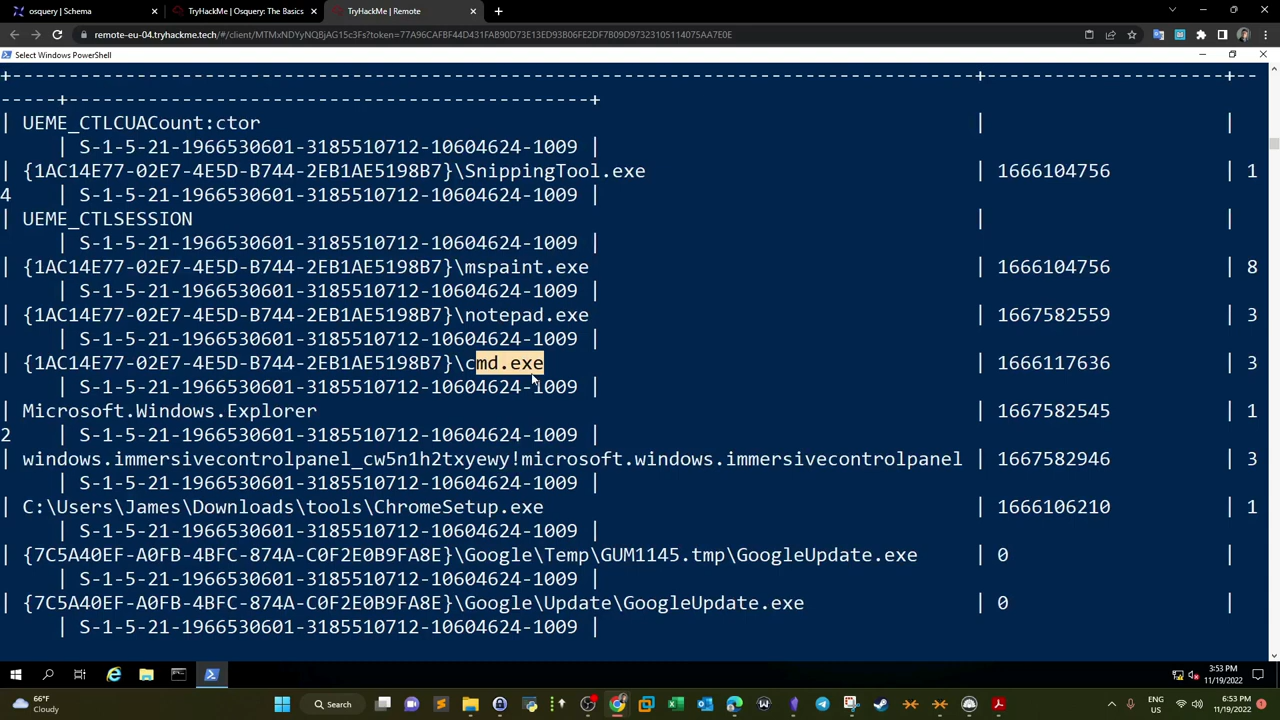 osquery | Schema
TryHackMe | Osquery: The Basics
TryHackMe | Remote
remote-eu-04.tryhackme.tech/#/client/MTMxNDYyNQBjAG15c3Fs?token=77A96CAFBF44D431FAB90D73E13ED93B06FE2DF7B09D97323105114075AA7E0E
Select Windows PowerShell
+-------------------------------------------------------------------------------------+---------------------+--
-----+----------------------------------------------+
| UEME_CTLCUACount:ctor | |
| S-1-5-21-1966530601-3185510712-10604624-1009 |
| {1AC14E77-02E7-4E5D-B744-2EB1AE5198B7}\SnippingTool.exe | 1666104756 | 1
4 | S-1-5-21-1966530601-3185510712-10604624-1009 |
| UEME_CTLSESSION | |
| S-1-5-21-1966530601-3185510712-10604624-1009 |
| {1AC14E77-02E7-4E5D-B744-2EB1AE5198B7}\mspaint.exe | 1666104756 | 8
| S-1-5-21-1966530601-3185510712-10604624-1009 |
| {1AC14E77-02E7-4E5D-B744-2EB1AE5198B7}\notepad.exe | 1667582559 | 3
| S-1-5-21-1966530601-3185510712-10604624-1009 |
| {1AC14E77-02E7-4E5D-B744-2EB1AE5198B7}\cmd.exe | 1666117636 | 3
| S-1-5-21-1966530601-3185510712-10604624-1009 |
| Microsoft.Windows.Explorer | 1667582545 | 1
2 | S-1-5-21-1966530601-3185510712-10604624-1009 |
| windows.immersivecontrolpanel_cw5n1h2txyewy!microsoft.windows.immersivecontrolpanel | 1667582946 | 3
| S-1-5-21-1966530601-3185510712-10604624-1009 |
| C:\Users\James\Downloads\tools\ChromeSetup.exe | 1666106210 | 1
| S-1-5-21-1966530601-3185510712-10604624-1009 |
| {7C5A40EF-A0FB-4BFC-874A-C0F2E0B9FA8E}\Google\Temp\GUM1145.tmp\GoogleUpdate.exe | 0 |
| S-1-5-21-1966530601-3185510712-10604624-1009 |
| {7C5A40EF-A0FB-4BFC-874A-C0F2E0B9FA8E}\Google\Update\GoogleUpdate.exe | 0 |
| S-1-5-21-1966530601-3185510712-10604624-1009 |
3:53 PM
11/19/2022
66°F
Cloudy
Search
ENG
US
6:53 PM
11/19/2022